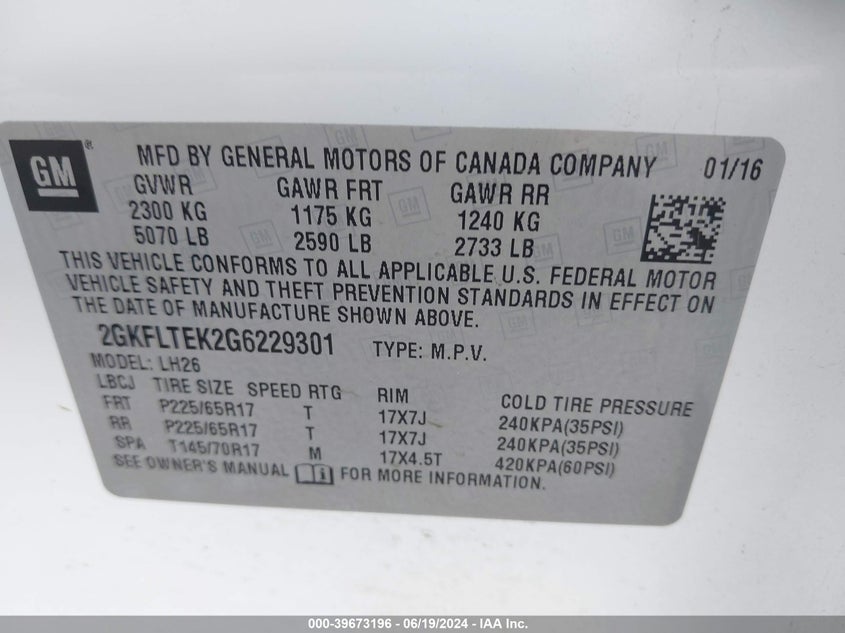 GM ® MFD BY GENERAL MOTORS OF CANADA COMPANY 01/16
GVWR GAWR FRT GAWR RR
2300 KG 1175 KG 1240 KG
5070 LB 2590 LB 2733 LB
THIS VEHICLE CONFORMS TO ALL APPLICABLE U.S. FEDERAL MOTOR
VEHICLE SAFETY AND THEFT PREVENTION STANDARDS IN EFFECT ON
THE DATE OF MANUFACTURE SHOWN ABOVE.
2GKFLTEK2G6229301 TYPE: M.P.V.
MODEL: LH26
LBCJ TIRE SIZE SPEED RTG RIM COLD TIRE PRESSURE
FRT P225/65R17 T 17X7J 240KPA(35PSI)
RR P225/65R17 T 17X7J 240KPA(35PSI)
SPA T145/70R17 M 17X4.5T 420KPA(60PSI)
SEE OWNER'S MANUAL FOR MORE INFORMATION.
000-39673196 - 06/19/2024 - IAA Inc.